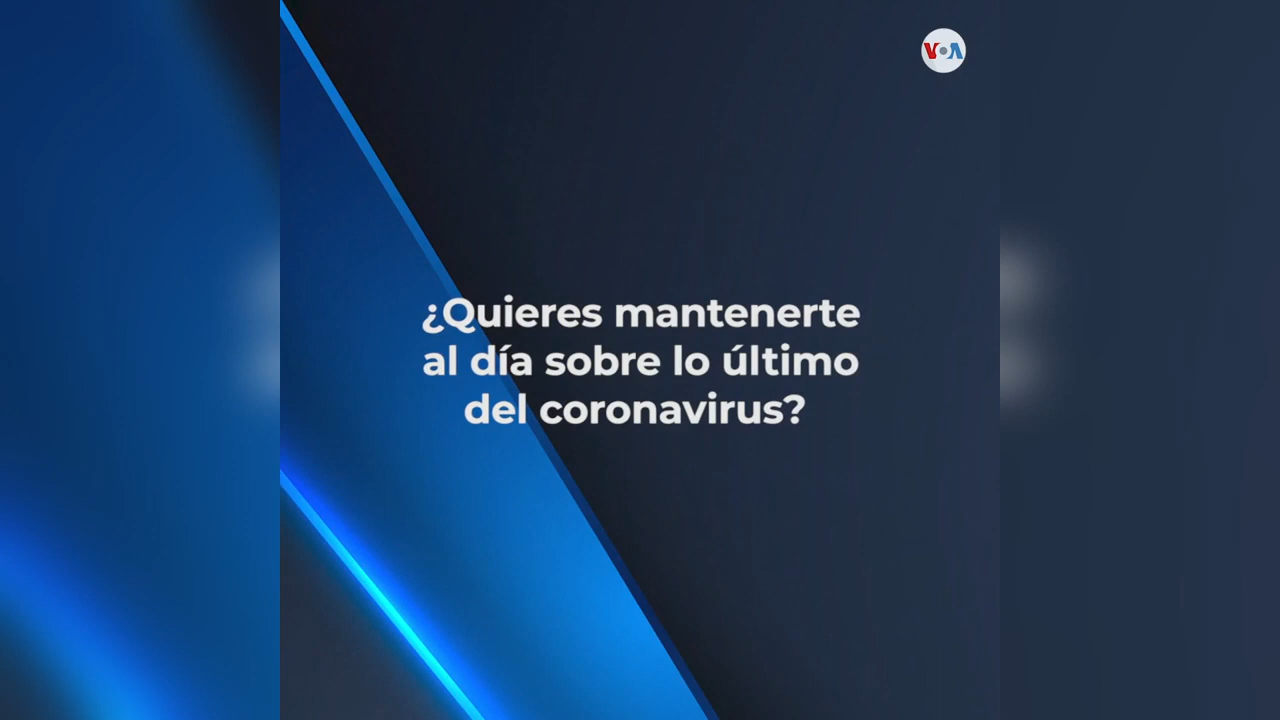 VOA
¿Quieres mantenerte
al día sobre lo último
del coronavirus?